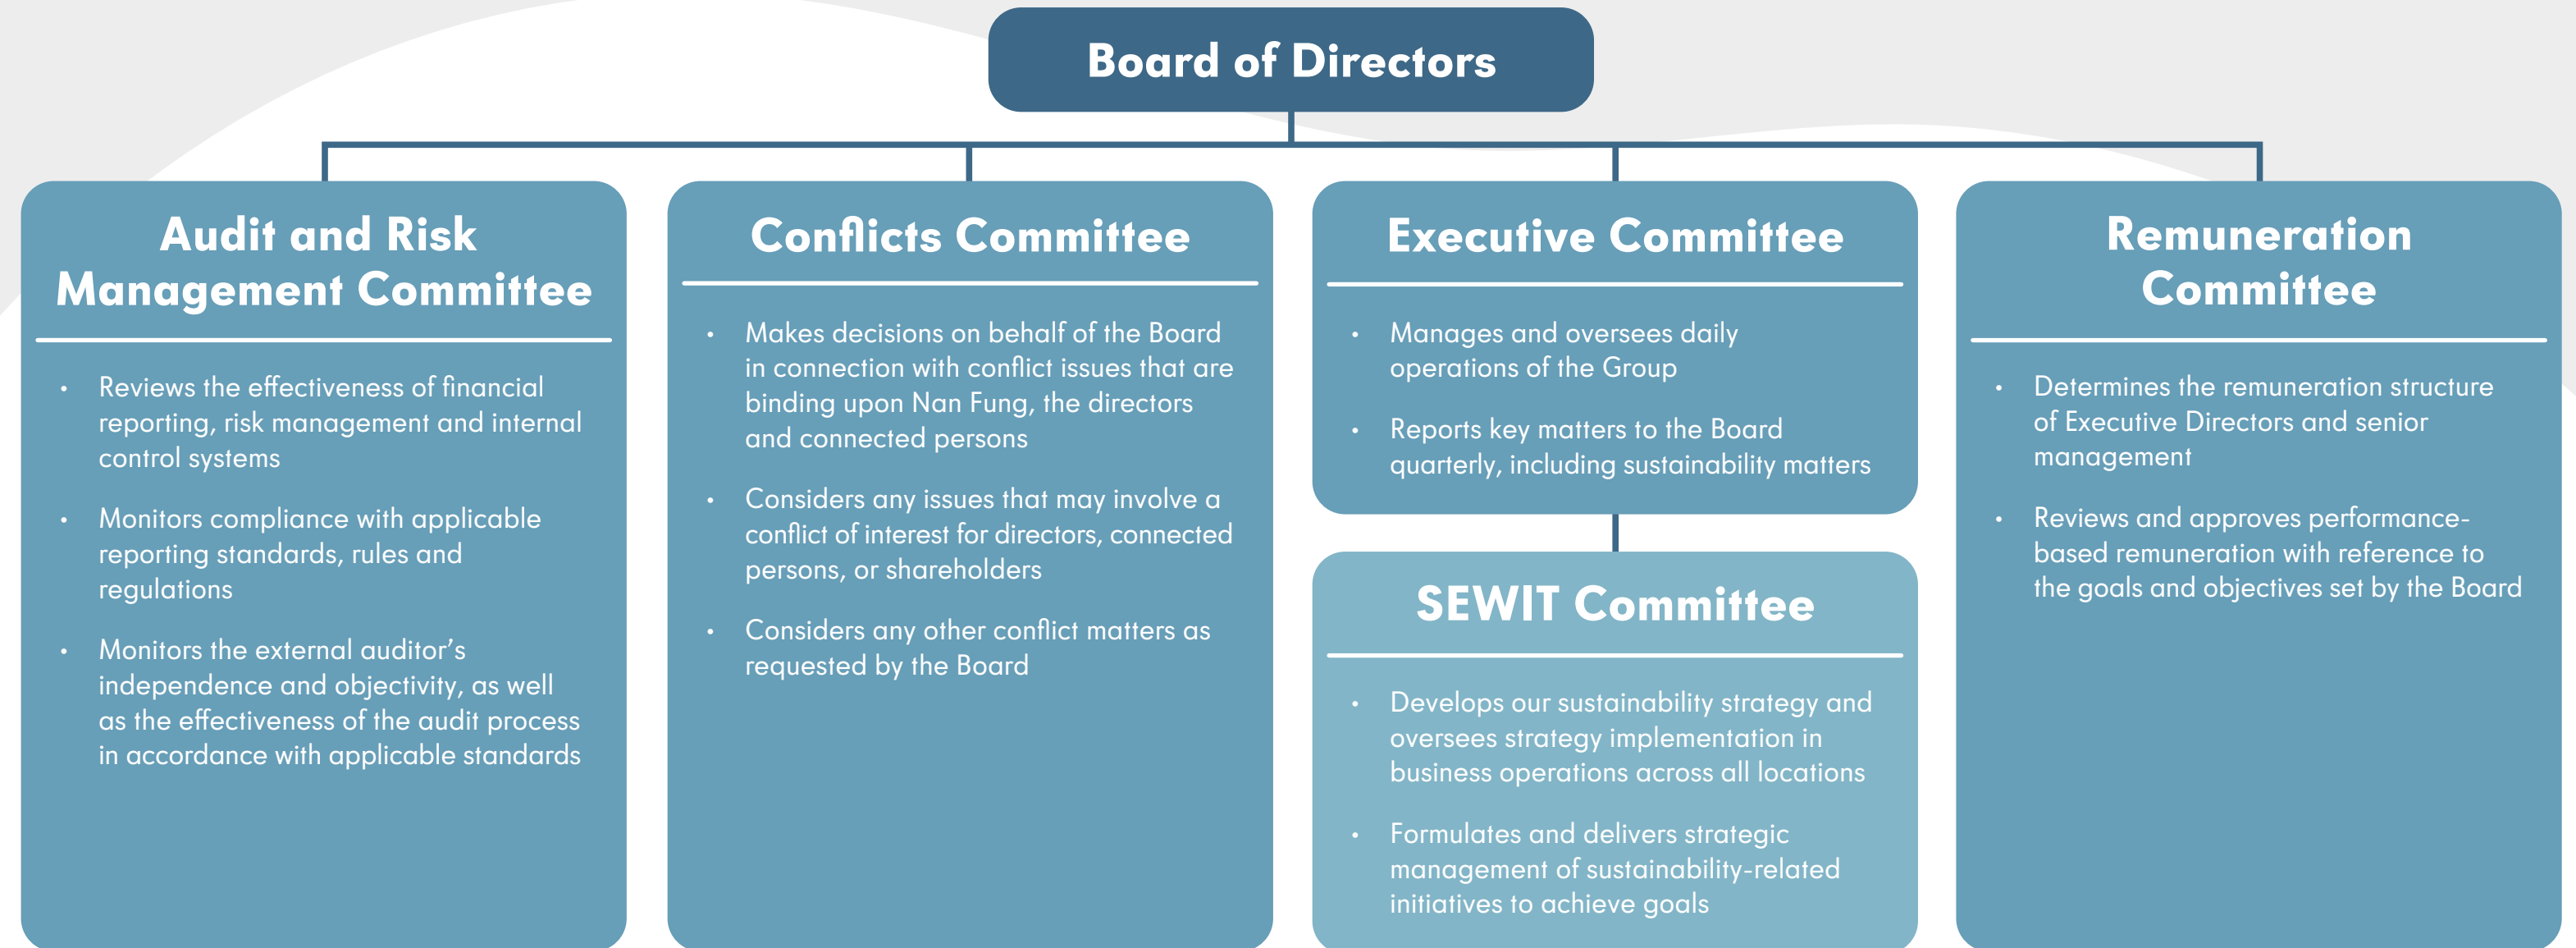 Board of Directors
Audit and Risk
Management Committee
• Reviews the effectiveness of financial
reporting, risk management and internal
control systems
• Monitors compliance with applicable
reporting standards, rules and
regulations
• Monitors the external auditor’s
independence and objectivity, as well
as the effectiveness of the audit process
in accordance with applicable standards
Conflicts Committee
• Makes decisions on behalf of the Board
in connection with conflict issues that are
binding upon Nan Fung, the directors
and connected persons
• Considers any issues that may involve a
conflict of interest for directors, connected
persons, or shareholders
• Considers any other conflict matters as
requested by the Board
Executive Committee
• Manages and oversees daily
operations of the Group
• Reports key matters to the Board
quarterly, including sustainability matters
SEWIT Committee
• Develops our sustainability strategy and
oversees strategy implementation in
business operations across all locations
• Formulates and delivers strategic
management of sustainability-related
initiatives to achieve goals
Remuneration
Committee
• Determines the remuneration structure
of Executive Directors and senior
management
• Reviews and approves performance-
based remuneration with reference to
the goals and objectives set by the Board